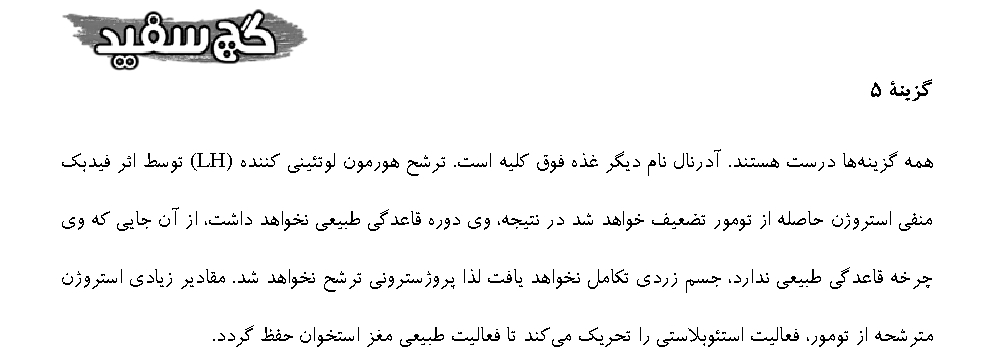 گچ سفید
گزینهٔ ۵
همه گزینه‌ها درست هستند. آدرنال نام دیگر غذه فوق کلیه است. ترشح هورمون لوتئینی کننده (LH) توسط اثر فیدبک
منفی استروژن حاصله از تومور تضعیف خواهد شد در نتیجه، وی دوره قاعدگی طبیعی نخواهد داشت، از آن جایی که وی
چرخه قاعدگی طبیعی ندارد، جسم زردی تکامل نخواهد یافت لذا پروژسترونی ترشح نخواهد شد. مقادیر زیادی استروژن
مترشحه از تومور، فعالیت استئوبلاستی را تحریک می‌کند تا فعالیت طبیعی مغز استخوان حفظ گردد.